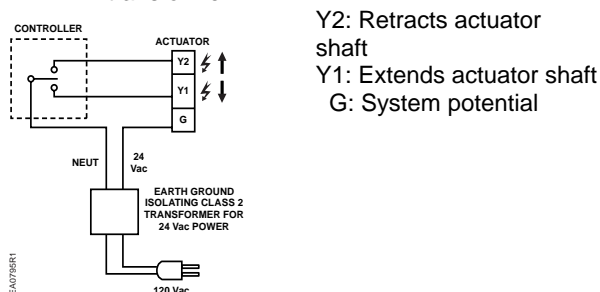 CONTROLLER
ACTUATOR
Y2
Y1
G
NEUT
24
Vac
EARTH GROUND
ISOLATING CLASS 2
TRANSFORMER FOR
24 Vac POWER
120 Vac
EA0795R1
Y2: Retracts actuator
shaft
Y1: Extends actuator shaft
G: System potential